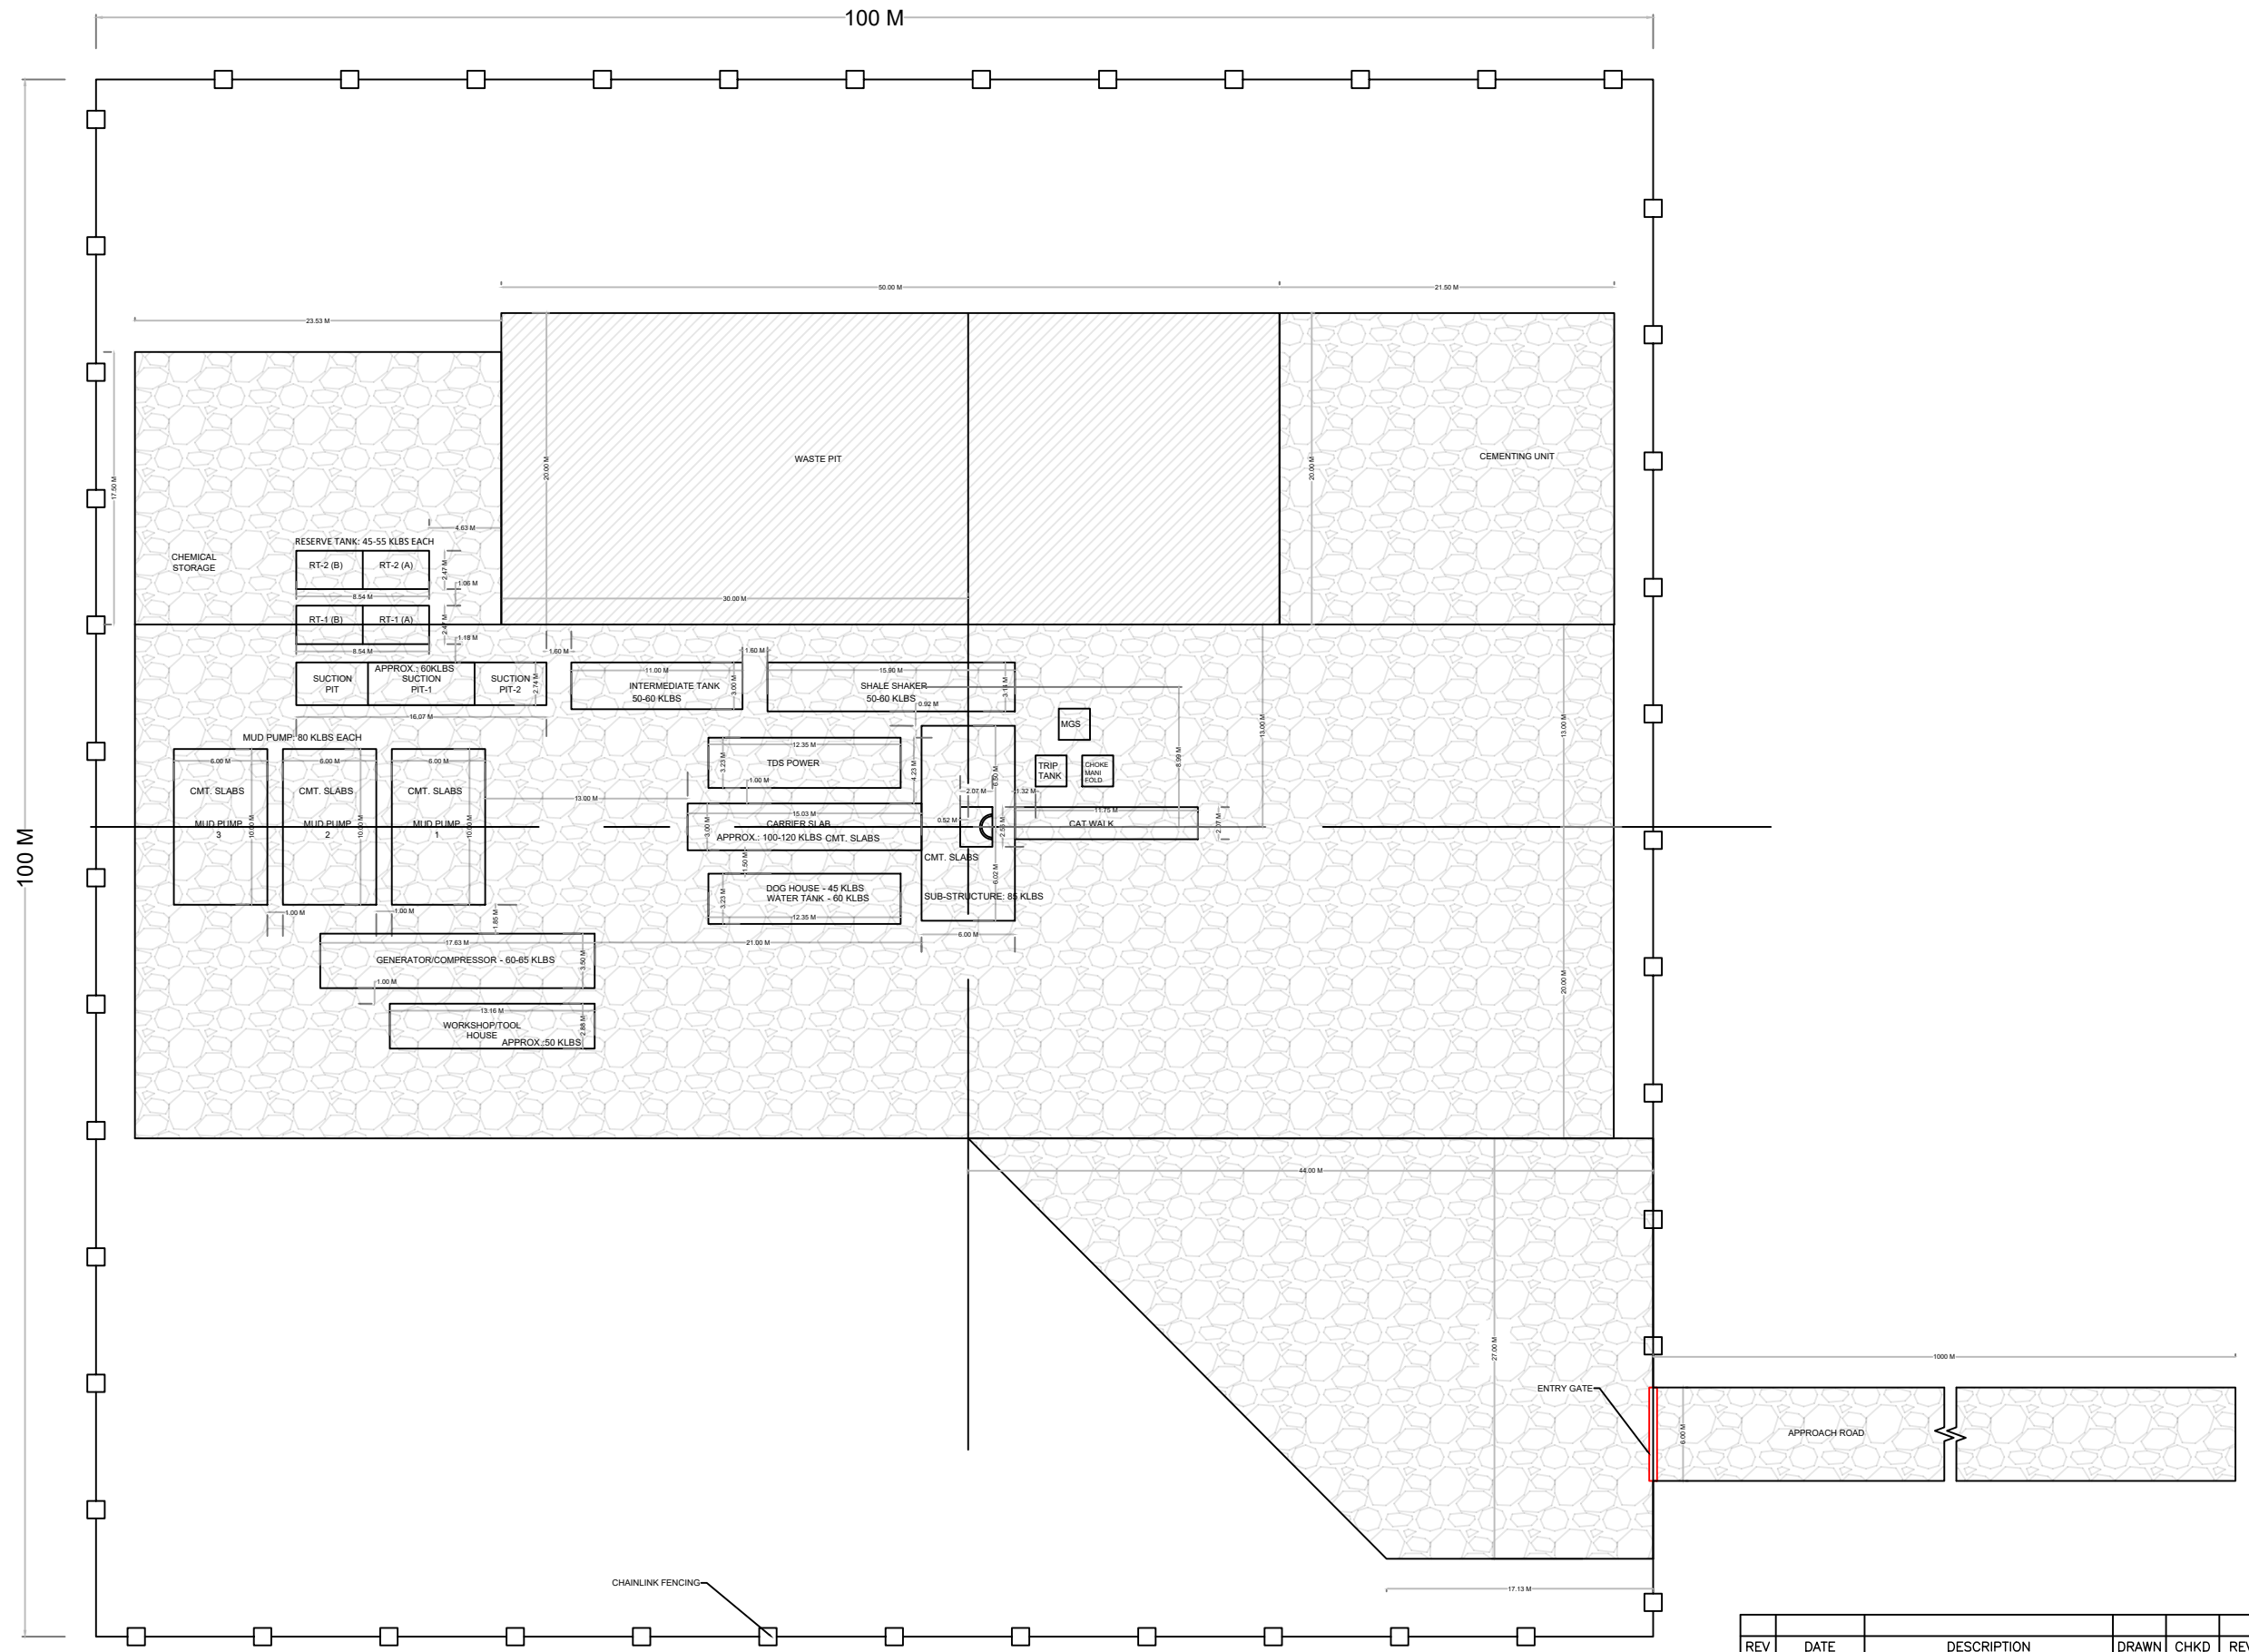 100 M
100 M
50.00 M
21.50 M
23.53 M
17.50 M
20.00 M
20.00 M
WASTE PIT
CEMENTING UNIT
4.63 M
RESERVE TANK: 45-55 KLBS EACH
CHEMICAL
STORAGE
RT-2 (B)
RT-2 (A)
2.47 M
1.06 M
8.54 M
30.00 M
RT-1 (B)
RT-1 (A)
2.47 M
1.18 M
8.54 M
1.60 M
1.60 M
APPROX.: 60KLBS
SUCTION
PIT
SUCTION
PIT-1
SUCTION
PIT-2
2.74 M
11.00 M
INTERMEDIATE TANK
50-60 KLBS
3.00 M
15.90 M
SHALE SHAKER
50-60 KLBS
3.14 M
0.92 M
16.07 M
13.00 M
13.00 M
8.99 M
MGS
MUD PUMP: 80 KLBS EACH
6.00 M
6.00 M
6.00 M
CMT. SLABS
CMT. SLABS
CMT. SLABS
MUD PUMP
3
MUD PUMP
2
MUD PUMP
1
10.00 M
10.00 M
10.00 M
12.35 M
TDS POWER
3.23 M
1.00 M
4.23 M
6.50 M
TRIP
TANK
CHOKE
MANI
FOLD
2.07 M
1.32 M
13.00 M
15.03 M
CARRIER SLAB
APPROX.: 100-120 KLBS
CMT. SLABS
3.00 M
0.52 M
2.55 M
11.75 M
CAT WALK
2.07 M
1.50 M
CMT. SLABS
DOG HOUSE - 45 KLBS
WATER TANK - 60 KLBS
3.23 M
12.35 M
6.02 M
SUB-STRUCTURE: 85 KLBS
1.00 M
1.00 M
1.85 M
6.00 M
17.63 M
21.00 M
GENERATOR/COMPRESSOR - 60-65 KLBS
3.50 M
1.00 M
20.00 M
13.16 M
WORKSHOP/TOOL
HOUSE
APPROX.:50 KLBS
2.88 M
44.00 M
27.00 M
1000 M
ENTRY GATE
6.00 M
APPROACH ROAD
CHAINLINK FENCING
17.13 M
REV
DATE
DESCRIPTION
DRAWN
CHKD
REV